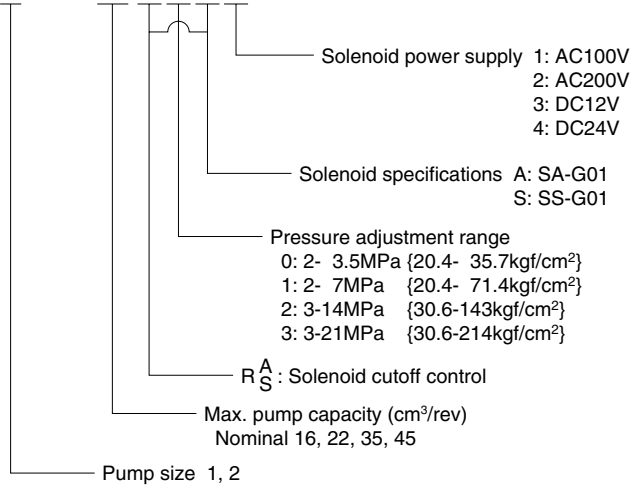 Solenoid power supply 1: AC100V
2: AC200V
3: DC12V
4: DC24V
Solenoid specifications A: SA-G01
S: SS-G01
Pressure adjustment range
0: 2- 3.5MPa {20.4- 35.7kgf/cm²}
1: 2- 7MPa {20.4- 71.4kgf/cm²}
2: 3-14MPa {30.6-143kgf/cm²}
3: 3-21MPa {30.6-214kgf/cm²}
R A/S : Solenoid cutoff control
Max. pump capacity (cm³/rev)
Nominal 16, 22, 35, 45
Pump size 1, 2